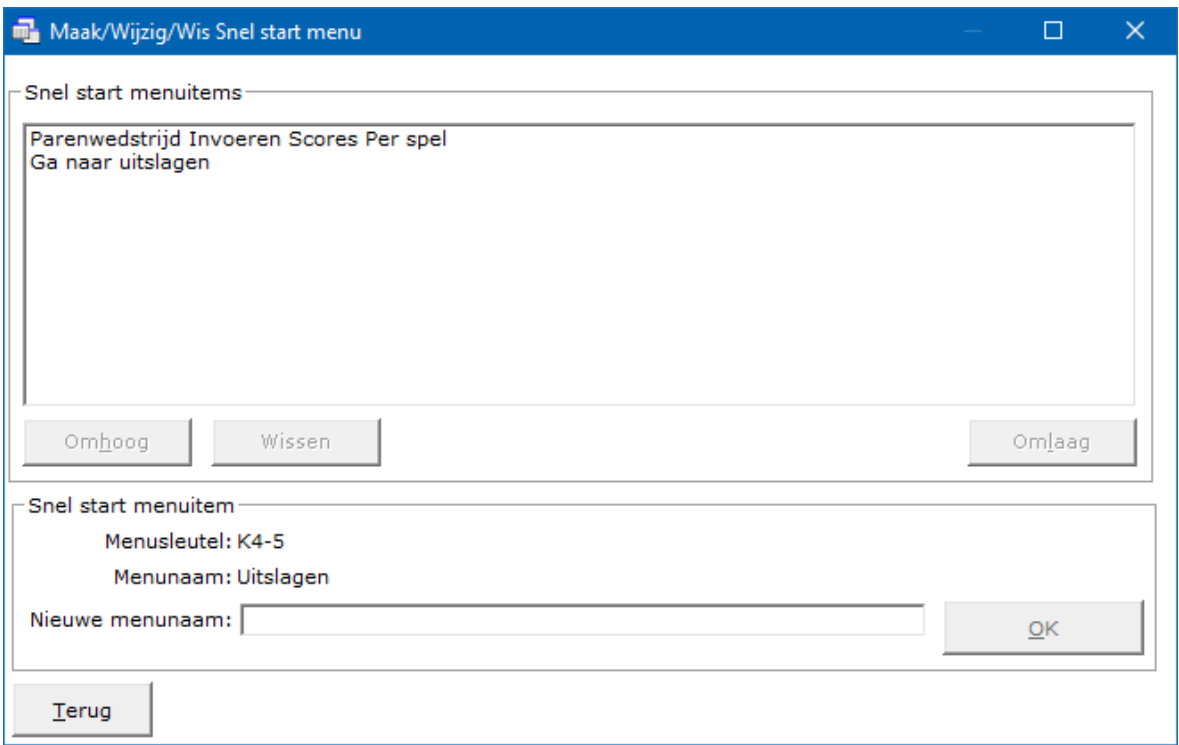 Maak/Wijzig/Wis Snel start menu
Snel start menuitems
Parenwedstrijd Invoeren Scores Per spel
Ga naar uitslagen
Omhoog Wissen Omlaag
Snel start menuitem
Menusleutel: K4-5
Menunaam: Uitslagen
Nieuwe menunaam:
OK
Terug